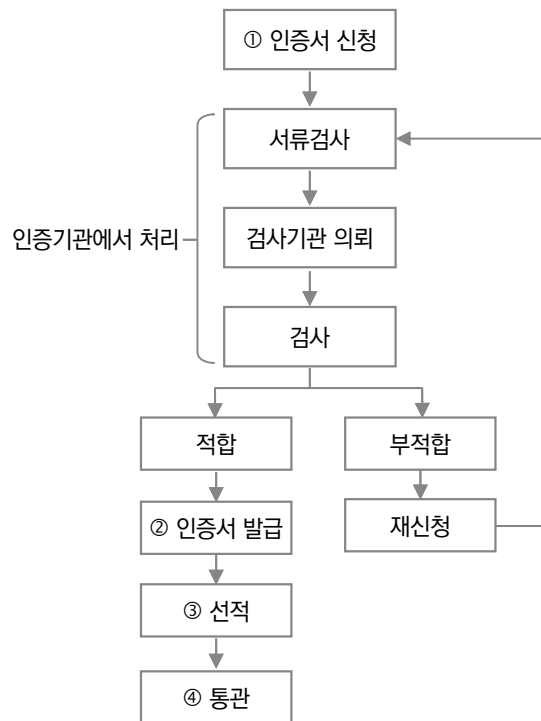 ① 인증서 신청
서류검사
인증기관에서 처리
검사기관 의뢰
검사
적합
부적합
② 인증서 발급
재신청
③ 선적
④ 통관